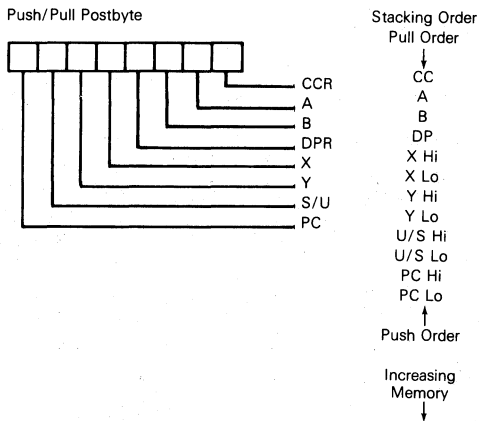 Push/Pull Postbyte
CCR
A
B
DPR
X
Y
S/U
PC
Stacking Order
Pull Order
CC
A
B
DP
X Hi
X Lo
Y Hi
Y Lo
U/S Hi
U/S Lo
PC Hi
PC Lo
Push Order
Increasing
Memory